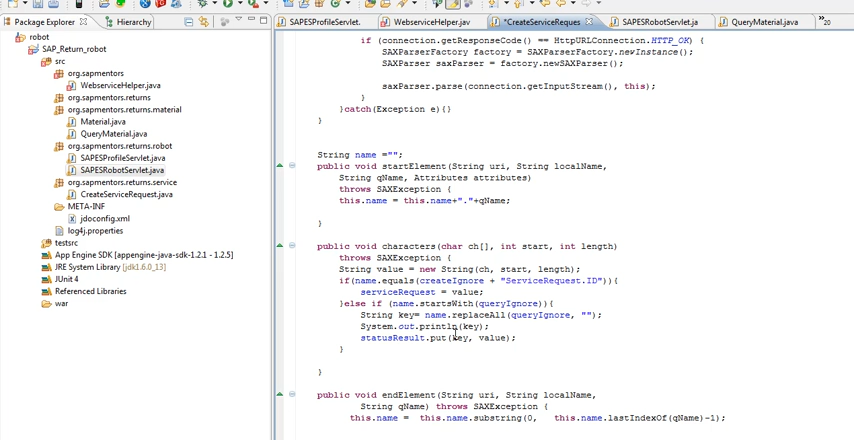 Package Explorer
Hierarchy
robot
SAP_Return_robot
src
org.sapmentors
WebserviceHelper.java
org.sapmentors.returns
org.sapmentors.returns.material
Material.java
QueryMaterial.java
org.sapmentors.returns.robot
SAPESProfileServlet.java
SAPESRobotServlet.java
org.sapmentors.returns.service
CreateServiceRequest.java
META-INF
jdoconfig.xml
log4j.properties
testsrc
App Engine SDK [appengine-java-sdk-1.2.1 - 1.2.5]
JRE System Library [jdk1.6.0_13]
JUnit 4
Referenced Libraries
war
SAPESProfileServlet.
WebserviceHelper.jav
*CreateServiceReques
SAPESRobotServlet.ja
QueryMaterial.java
»20
if (connection.getResponseCode() == HttpURLConnection.HTTP_OK) {
SAXParserFactory factory = SAXParserFactory.newInstance();
SAXParser saxParser = factory.newSAXParser();
saxParser.parse(connection.getInputStream(), this);
}
}catch(Exception e){}
}
String name ="";
public void startElement(String uri, String localName,
String qName, Attributes attributes)
throws SAXException {
this.name = this.name+"."+qName;
}
public void characters(char ch[], int start, int length)
throws SAXException {
String value = new String(ch, start, length);
if(name.equals(createIgnore + "ServiceRequest.ID")){
serviceRequest = value;
}else if (name.startsWith(queryIgnore)){
String key= name.replaceAll(queryIgnore, "");
System.out.println(key);
statusResult.put(key, value);
}
}
public void endElement(String uri, String localName,
String qName) throws SAXException {
this.name = this.name.substring(0, this.name.lastIndexOf(qName)-1);